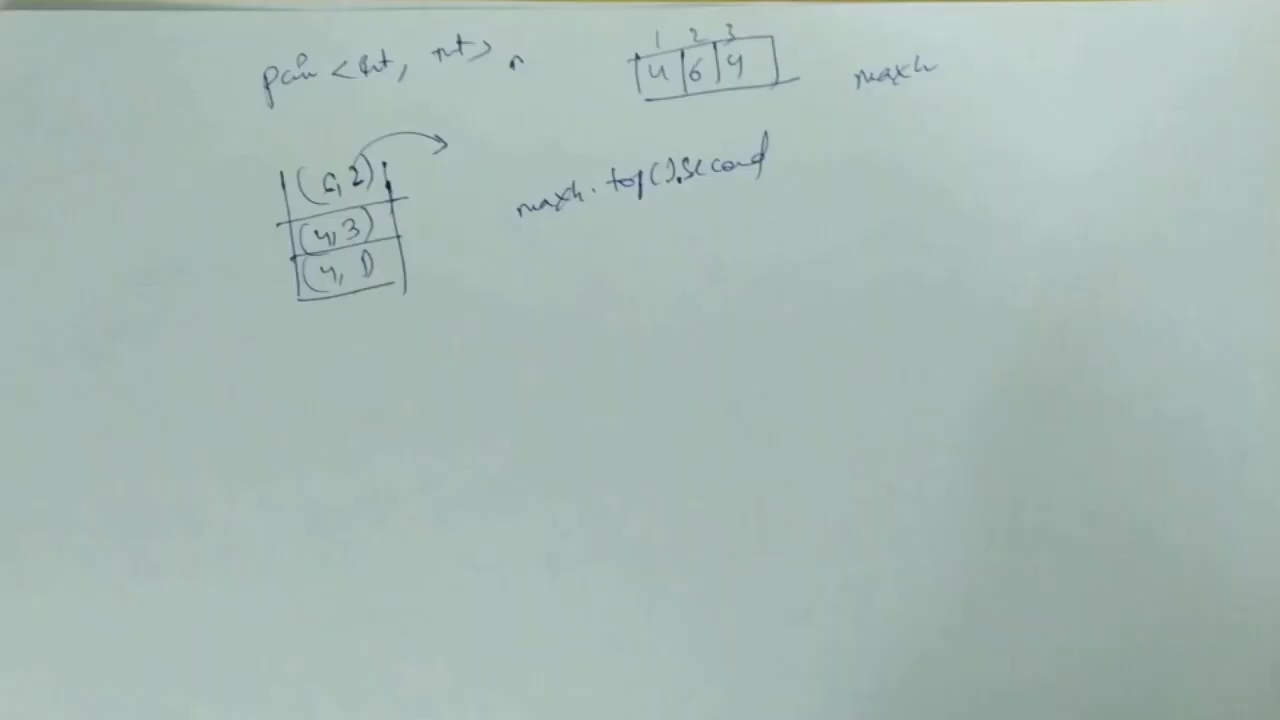 pair <int, int>
1 2 3
4 6 4
maxh
(6, 2)
maxh.top().second
(4, 3)
(4, 1)